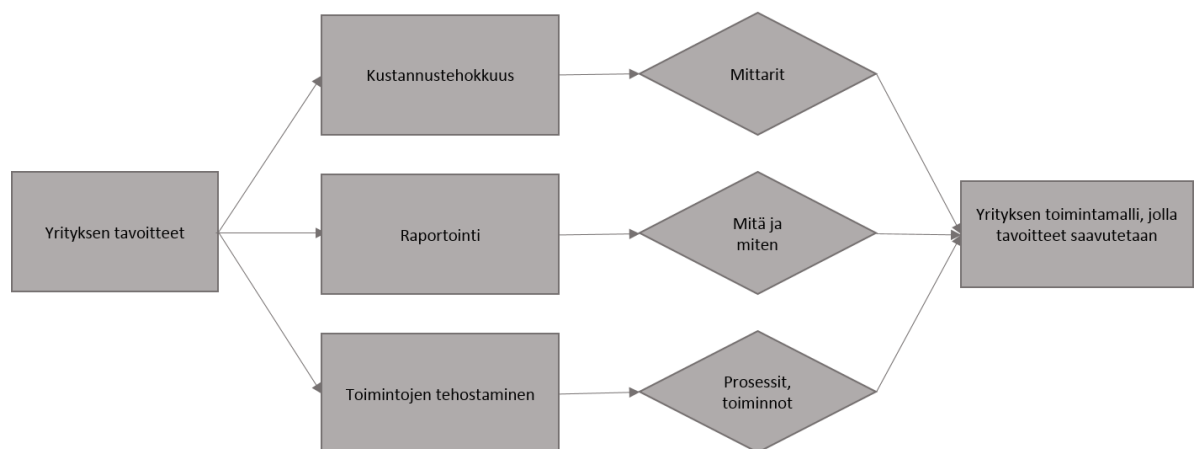 Kustannustehokkuus
Mittarit
Yrityksen tavoitteet
Raportointi
Mitä ja
miten
Yrityksen toimintamalli, jolla
tavoitteet saavutetaan
Toimintojen tehostaminen
Prosessit,
toiminnot